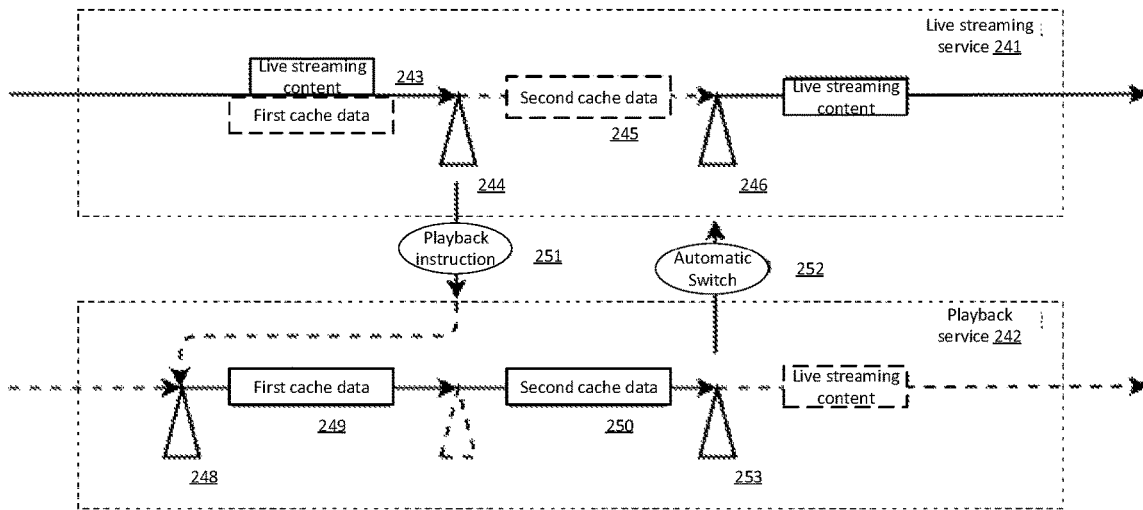 Live streaming
service 241
Live streaming
content
243
First cache data
Second cache data
245
Live streaming
content
244
246
Playback
instruction
251
Automatic
Switch
252
Playback
service 242
First cache data
249
Second cache data
250
Live streaming
content
248
253